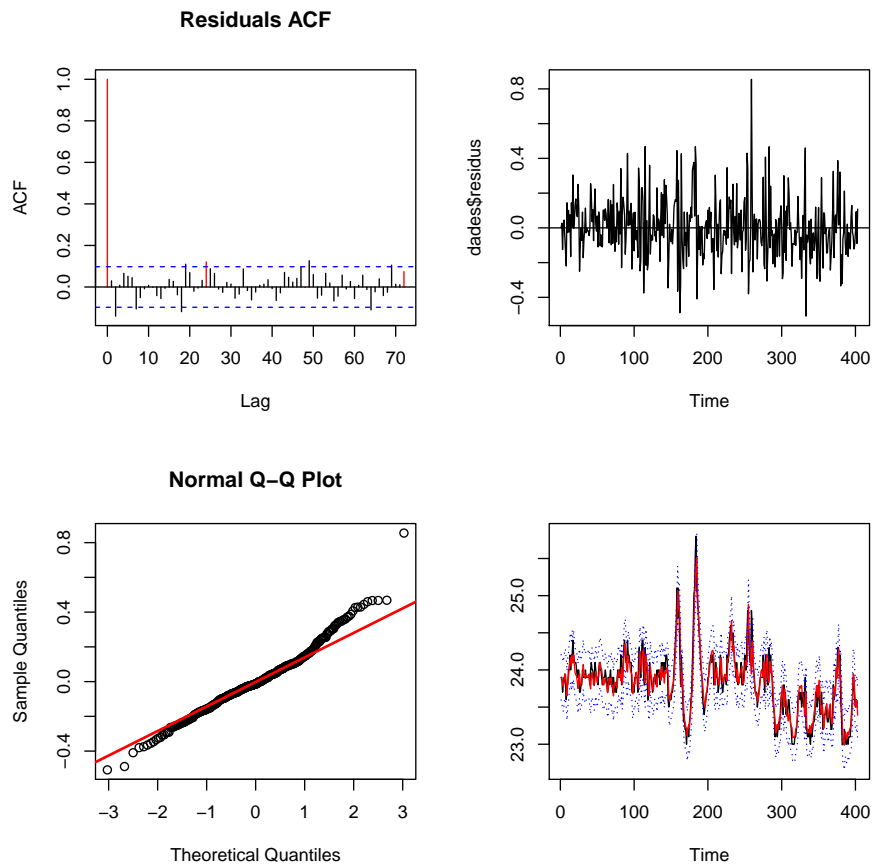 Residuals ACF
ACF
0.0 0.2 0.4 0.6 0.8 1.0
0 10 20 30 40 50 60 70
Lag
dades$residus
−0.4 0.0 0.4 0.8
0 100 200 300 400
Time
Normal Q−Q Plot
Sample Quantiles
−0.4 0.0 0.4 0.8
−3 −2 −1 0 1 2 3
Theoretical Quantiles
23.0 24.0 25.0
0 100 200 300 400
Time